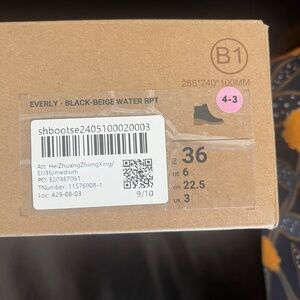 B1
285*240*100MM
EVERLY - BLACK-BEIGE WATER RPT
4-3
shbootse2405100020003
Att: HeiZhuangZhongXing/
EU36/medium
PO: E20387061
TNumber: 11576908-1
Loc: A29-08-03
9/10
EU 36
US 6
cm 22.5
UK 3